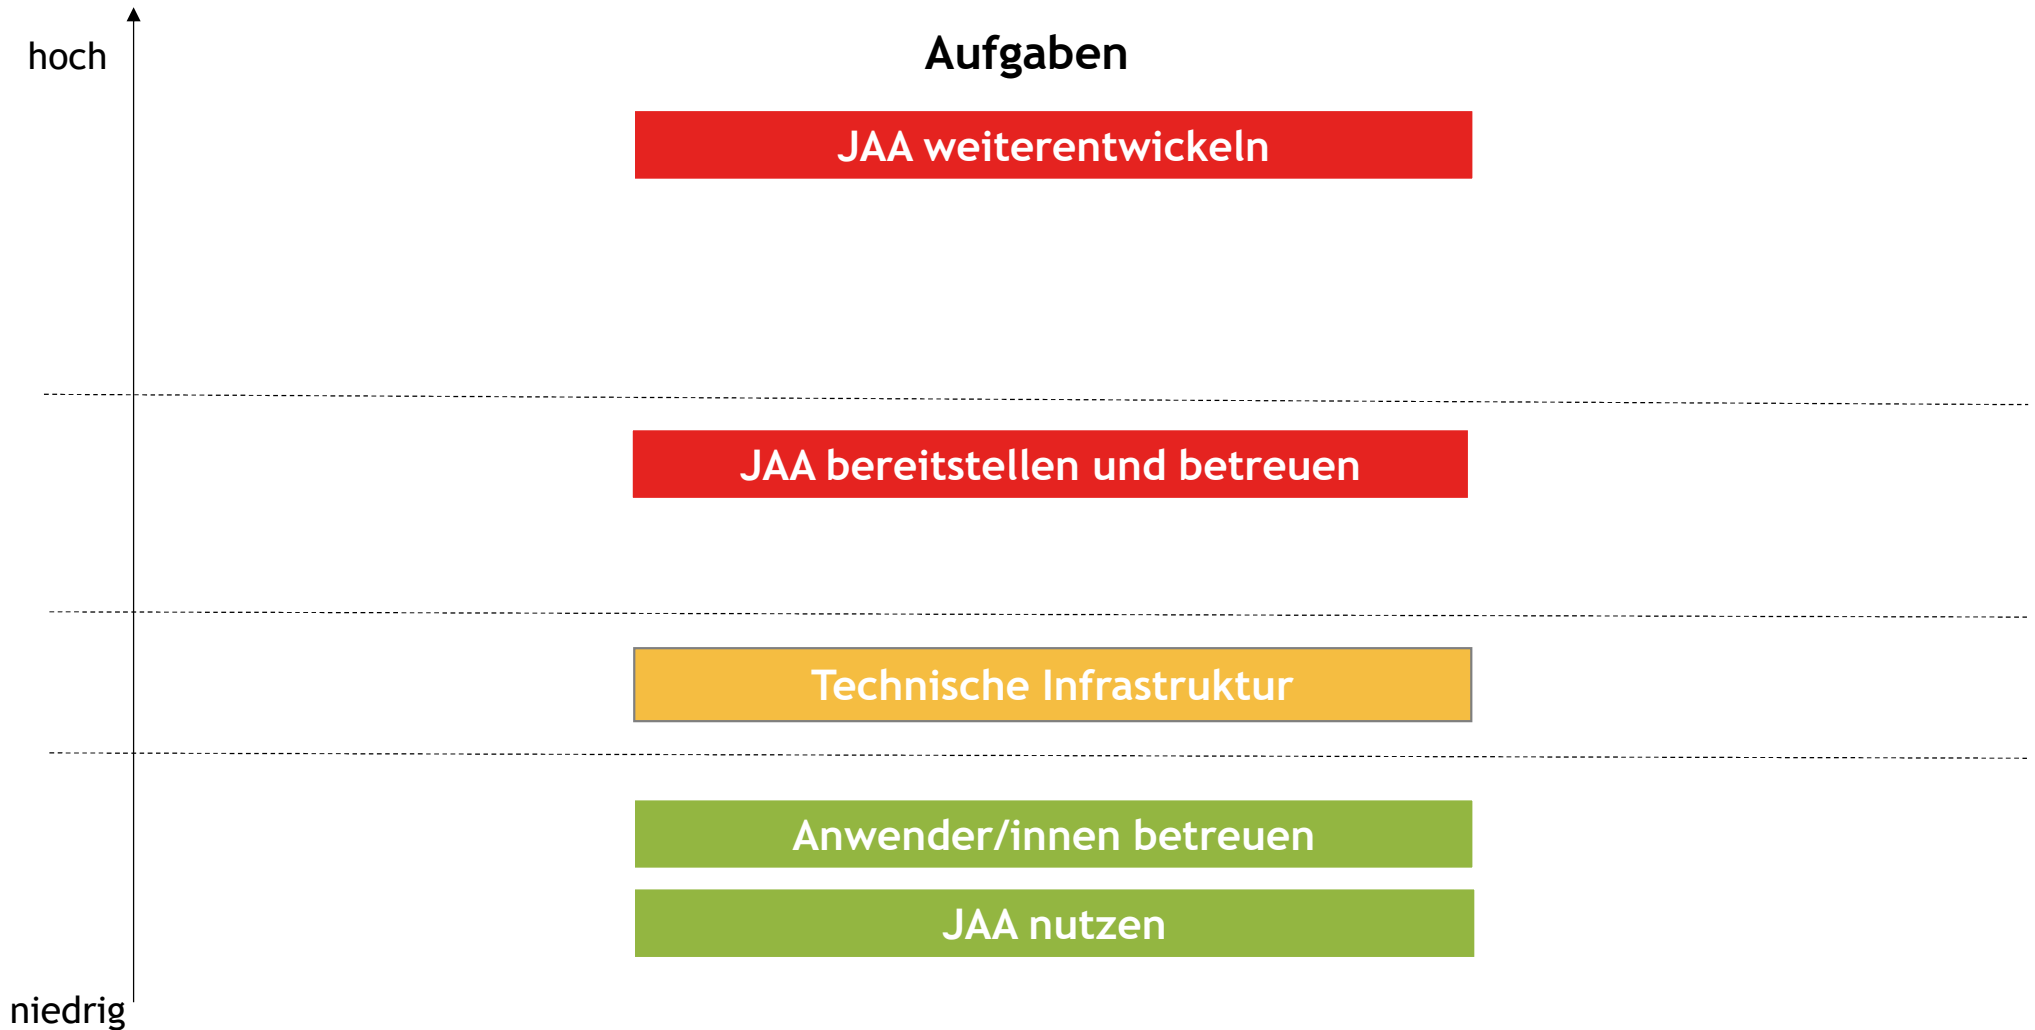 hoch
Aufgaben
JAA weiterentwickeln
JAA bereitstellen und betreuen
Technische Infrastruktur
Anwender/innen betreuen
JAA nutzen
niedrig